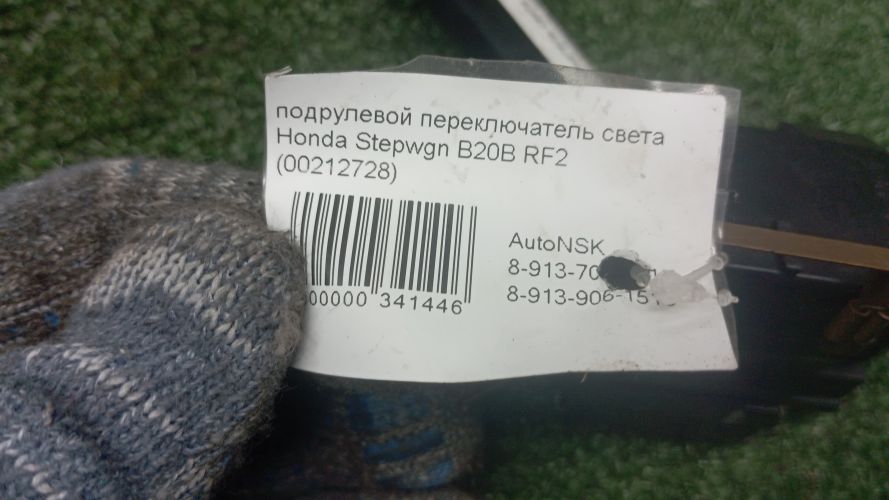 подрулевой переключатель света
Honda Stepwgn B20B RF2
(00212728)
AutoNSK
8-913-70
8-913-906-15
00000 341446